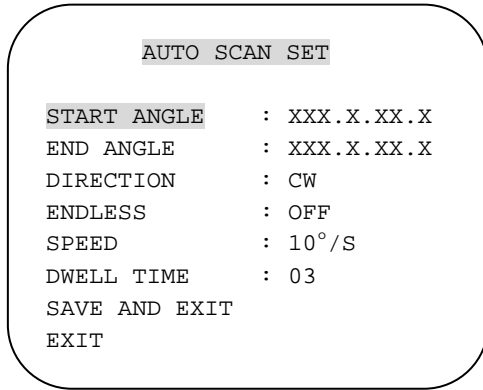 AUTO SCAN SET
START ANGLE : XXX.X.XX.X
END ANGLE : XXX.X.XX.X
DIRECTION : CW
ENDLESS : OFF
SPEED : 10°/S
DWELL TIME : 03
SAVE AND EXIT
EXIT